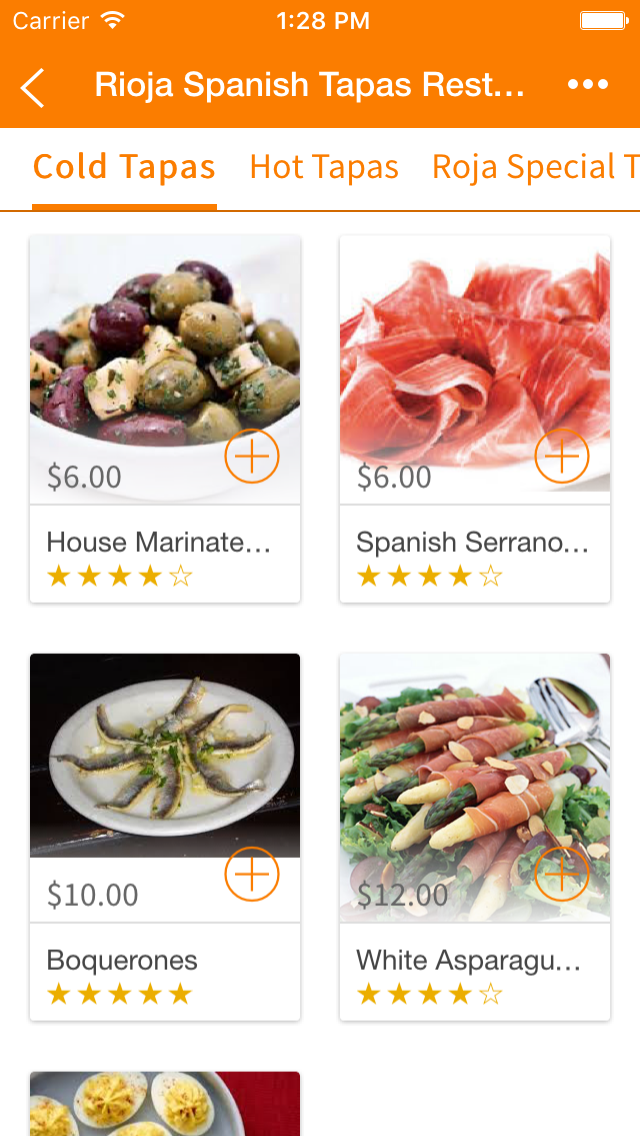 Carrier 1:28 PM
Rioja Spanish Tapas Rest...
Cold Tapas Hot Tapas Roja Special T
$6.00 $6.00
House Marinate... Spanish Serrano...
$10.00 $12.00
Boquerones White Asparagu...